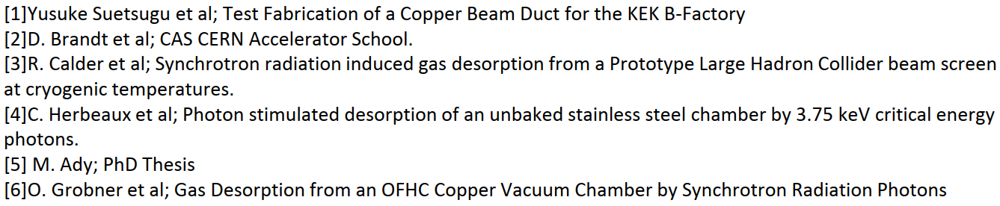 [1]Yusuke Suetsugu et al; Test Fabrication of a Copper Beam Duct for the KEK B-Factory
[2]D. Brandt et al; CAS CERN Accelerator School.
[3]R. Calder et al; Synchrotron radiation induced gas desorption from a Prototype Large Hadron Collider beam screen
at cryogenic temperatures.
[4]C. Herbeaux et al; Photon stimulated desorption of an unbaked stainless steel chamber by 3.75 keV critical energy
photons.
[5] M. Ady; PhD Thesis
[6]O. Grobner et al; Gas Desorption from an OFHC Copper Vacuum Chamber by Synchrotron Radiation Photons